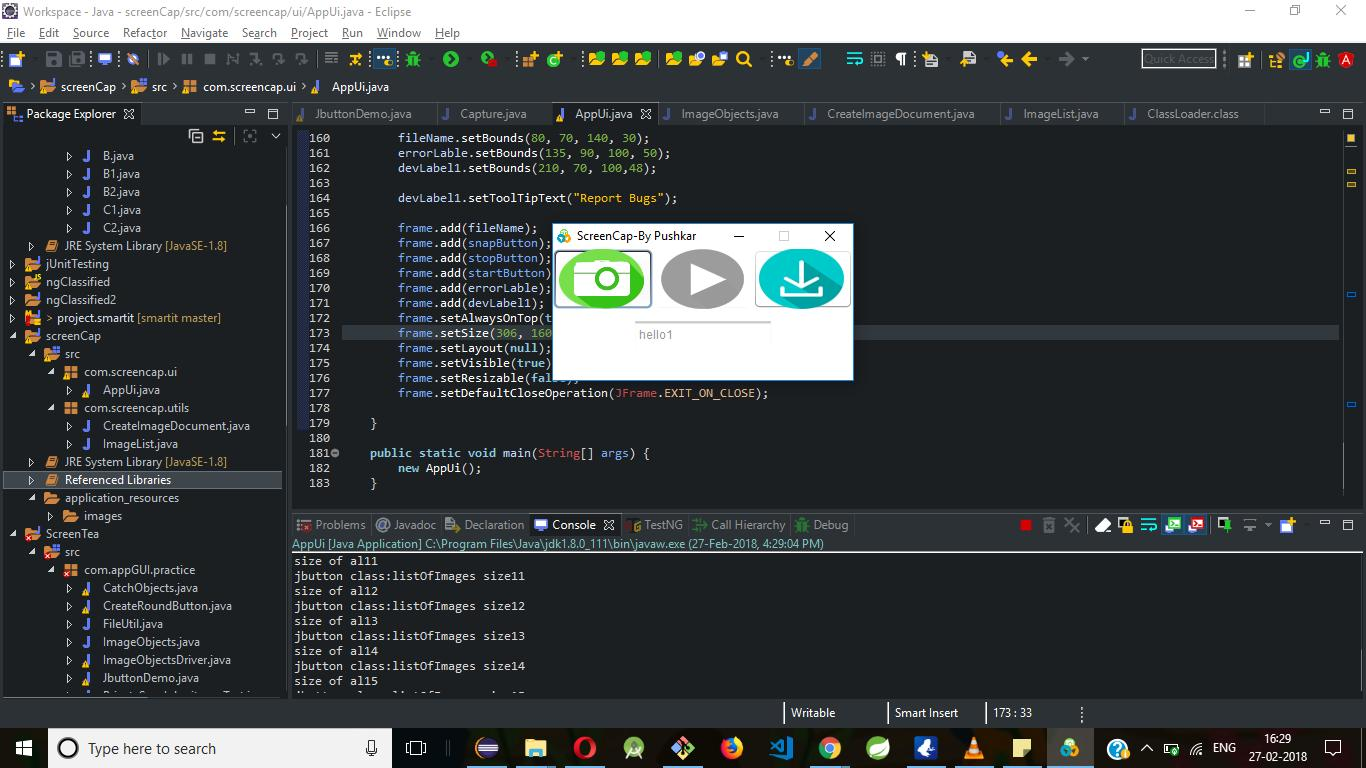 Workspace - Java - screenCap/src/com/screencap/ui/AppUi.java - Eclipse
File Edit Source Refactor Navigate Search Project Run Window Help
Quick Access
screenCap src com.screencap.ui AppUi.java
Package Explorer
B.java
B1.java
B2.java
C1.java
C2.java
JRE System Library [JavaSE-1.8]
jUnitTesting
ngClassified
ngClassified2
> project.smartit [smartit master]
screenCap
src
com.screencap.ui
AppUi.java
com.screencap.utils
CreateImageDocument.java
ImageList.java
JRE System Library [JavaSE-1.8]
Referenced Libraries
application_resources
images
ScreenTea
src
com.appGUI.practice
CatchObjects.java
CreateRoundButton.java
FileUtil.java
ImageObjects.java
ImageObjectsDriver.java
JbuttonDemo.java
JbuttonDemo.java Capture.java AppUi.java ImageObjects.java CreateImageDocument.java ImageList.java ClassLoader.class
160 fileName.setBounds(80, 70, 140, 30);
161 errorLable.setBounds(135, 90, 100, 50);
162 devLabel1.setBounds(210, 70, 100,48);
163
164 devLabel1.setToolTipText("Report Bugs");
165
166 frame.add(fileName);
167 frame.add(snapButton);
168 frame.add(stopButton);
169 frame.add(startButton)
170 frame.add(errorLable);
171 frame.add(devLabel1);
172 frame.setAlwaysOnTop(t
173 frame.setSize(306, 160
174 frame.setLayout(null);
175 frame.setVisible(true)
176 frame.setResizable(false);
177 frame.setDefaultCloseOperation(JFrame.EXIT_ON_CLOSE);
178
179 }
180
181 public static void main(String[] args) {
182 new AppUi();
183 }
ScreenCap-By Pushkar
hello1
Problems Javadoc Declaration Console TestNG Call Hierarchy Debug
AppUi [Java Application] C:\Program Files\Java\jdk1.8.0_111\bin\javaw.exe (27-Feb-2018, 4:29:04 PM)
size of al11
jbutton class:listOfImages size11
size of al12
jbutton class:listOfImages size12
size of al13
jbutton class:listOfImages size13
size of al14
jbutton class:listOfImages size14
size of al15
Writable Smart Insert 173 : 33
Type here to search
ENG
16:29
27-02-2018